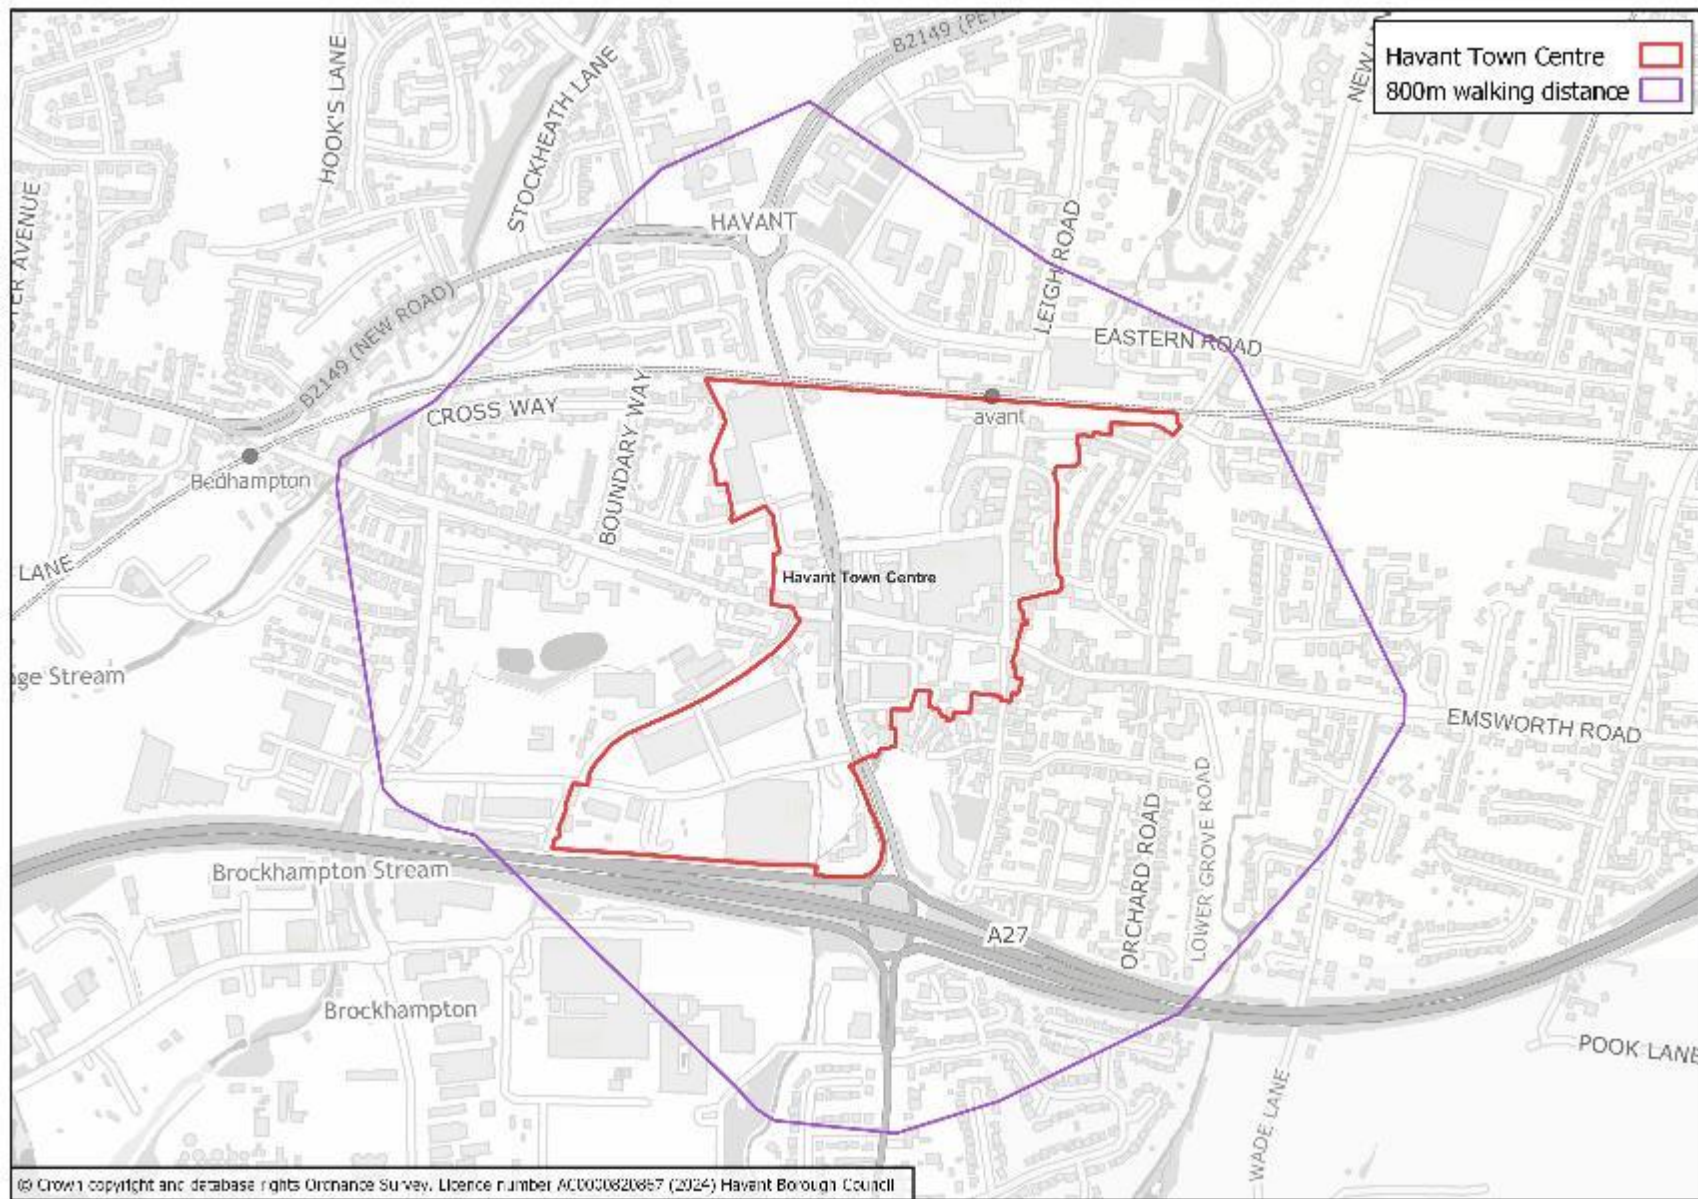 B2149 (PET
Havant Town Centre
800m walking distance
NEW
HOOK'S LANE
STOCKHEATH LANE
HAVANT
LEIGH ROAD
B2149 (NEW ROAD)
EASTERN ROAD
CROSS WAY
BOUNDARY WAY
avant
Bedhampton
LANE
Havant Town Centre
EMSWORTH ROAD
ORCHARD ROAD
LOWER GROVE ROAD
Brockhampton Stream
A27
Brockhampton
POOK LANE
WADE LANE
© Crown copyright and database rights Ordnance Survey. Licence number AC0000820867 (2024) Havant Borough Council